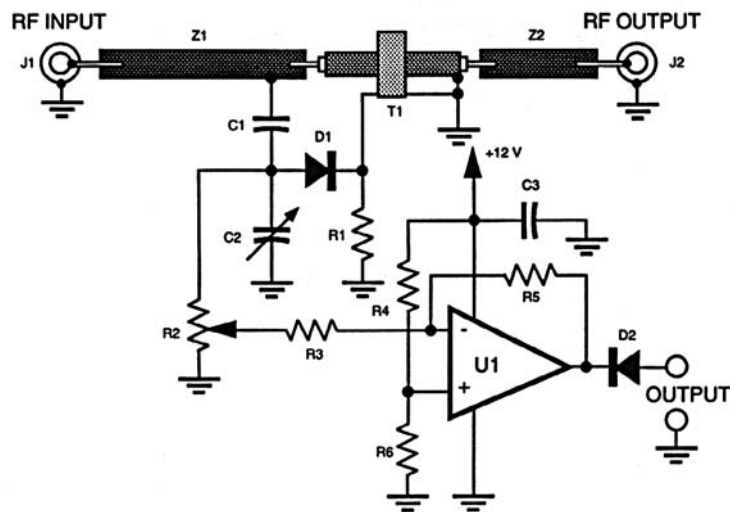 RF INPUT
RF OUTPUT
Z1
Z2
J1
J2
T1
C1
D1
+12 V
C3
C2
R1
R4
R5
R2
R3
-
U1
D2
+
OUTPUT
R6